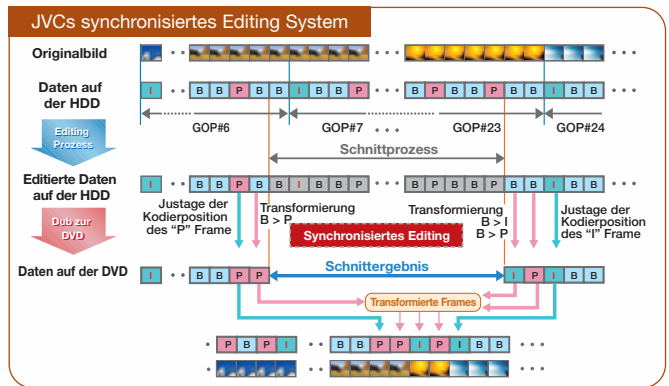 JVCs synchronisiertes Editing System
Originalbild
Daten auf
der HDD
I · · B B P B B I B B P · · · B P B B P B B I B B · · ·
GOP#6 GOP#7 · · · GOP#23 GOP#24
Editing
Prozess
Schnittprozess
Editierte Daten
auf der HDD
I · · B B P B B I B B P · · · B P B B P B B I B B · · ·
Justage der
Kodierposition
des "P" Frame
Transformierung
B > P
Transformierung
B > I
B > P
Justage der
Kodierposition
des "I" Frame
Dub zur
DVD
Synchronisiertes Editing
Daten auf der DVD
I · · B B P P
Schnittergebnis
I P I B B · · ·
Transformierte Frames
· P B P I · · B B P P I P I B B · · ·